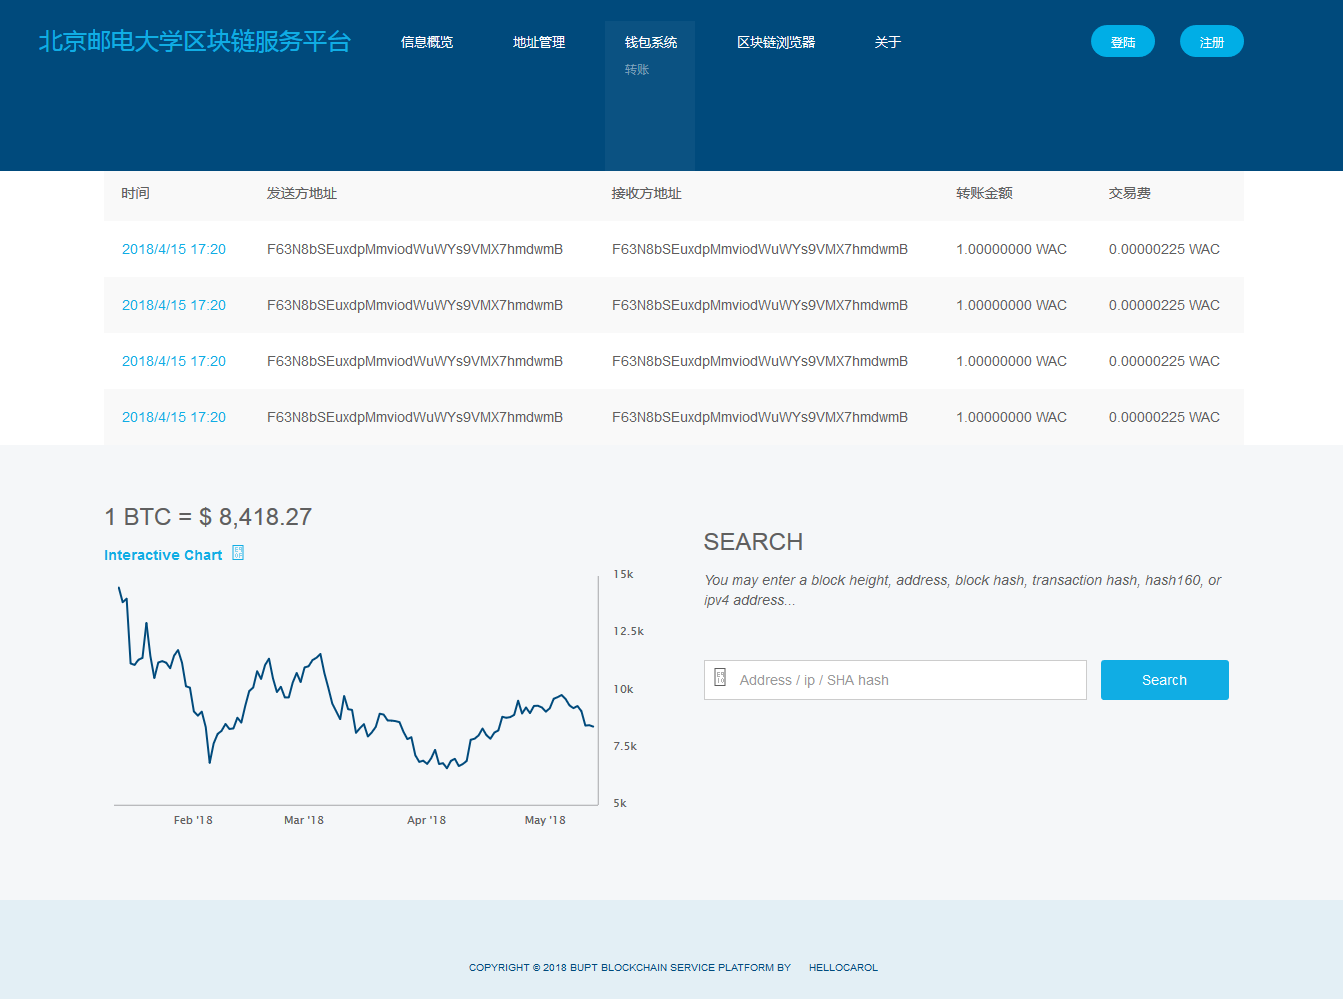 北京邮电大学区块链服务平台 信息概览 地址管理 钱包系统 区块链浏览器 关于 登陆 注册
转账
时间 发送方地址 接收方地址 转账金额 交易费
2018/4/15 17:20 F63N8bSEuxdpMmviodWuWYs9VMX7hmdwmB F63N8bSEuxdpMmviodWuWYs9VMX7hmdwmB 1.00000000 WAC 0.00000225 WAC
2018/4/15 17:20 F63N8bSEuxdpMmviodWuWYs9VMX7hmdwmB F63N8bSEuxdpMmviodWuWYs9VMX7hmdwmB 1.00000000 WAC 0.00000225 WAC
2018/4/15 17:20 F63N8bSEuxdpMmviodWuWYs9VMX7hmdwmB F63N8bSEuxdpMmviodWuWYs9VMX7hmdwmB 1.00000000 WAC 0.00000225 WAC
2018/4/15 17:20 F63N8bSEuxdpMmviodWuWYs9VMX7hmdwmB F63N8bSEuxdpMmviodWuWYs9VMX7hmdwmB 1.00000000 WAC 0.00000225 WAC
1 BTC = $ 8,418.27
Interactive Chart
15k
12.5k
10k
7.5k
5k
Feb '18 Mar '18 Apr '18 May '18
SEARCH
You may enter a block height, address, block hash, transaction hash, hash160, or
ipv4 address...
Address / ip / SHA hash Search
COPYRIGHT © 2018 BUPT BLOCKCHAIN SERVICE PLATFORM BY HELLOCAROL